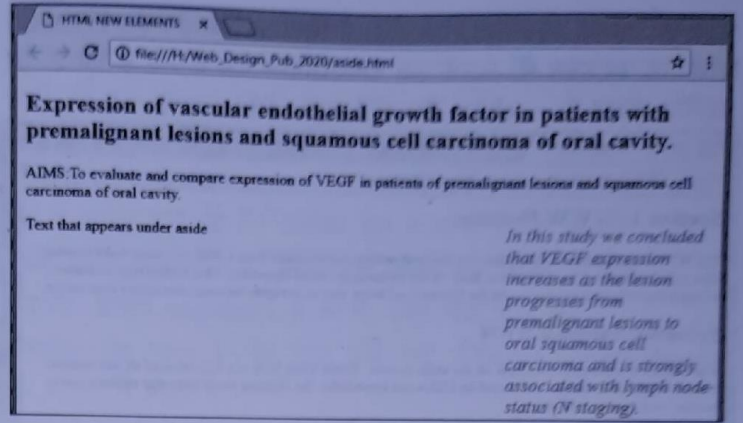 HTML NEW ELEMENTS
file:///H:/Web_Design_Pub_2020/aside.html
Expression of vascular endothelial growth factor in patients with
premalignant lesions and squamous cell carcinoma of oral cavity.
AIMS:To evaluate and compare expression of VEGF in patients of premalignant lesions and squamous cell
carcinoma of oral cavity.
Text that appears under aside
In this study we concluded
that VEGF expression
increases as the lesion
progresses from
premalignant lesions to
oral squamous cell
carcinoma and is strongly
associated with lymph node
status (N staging).